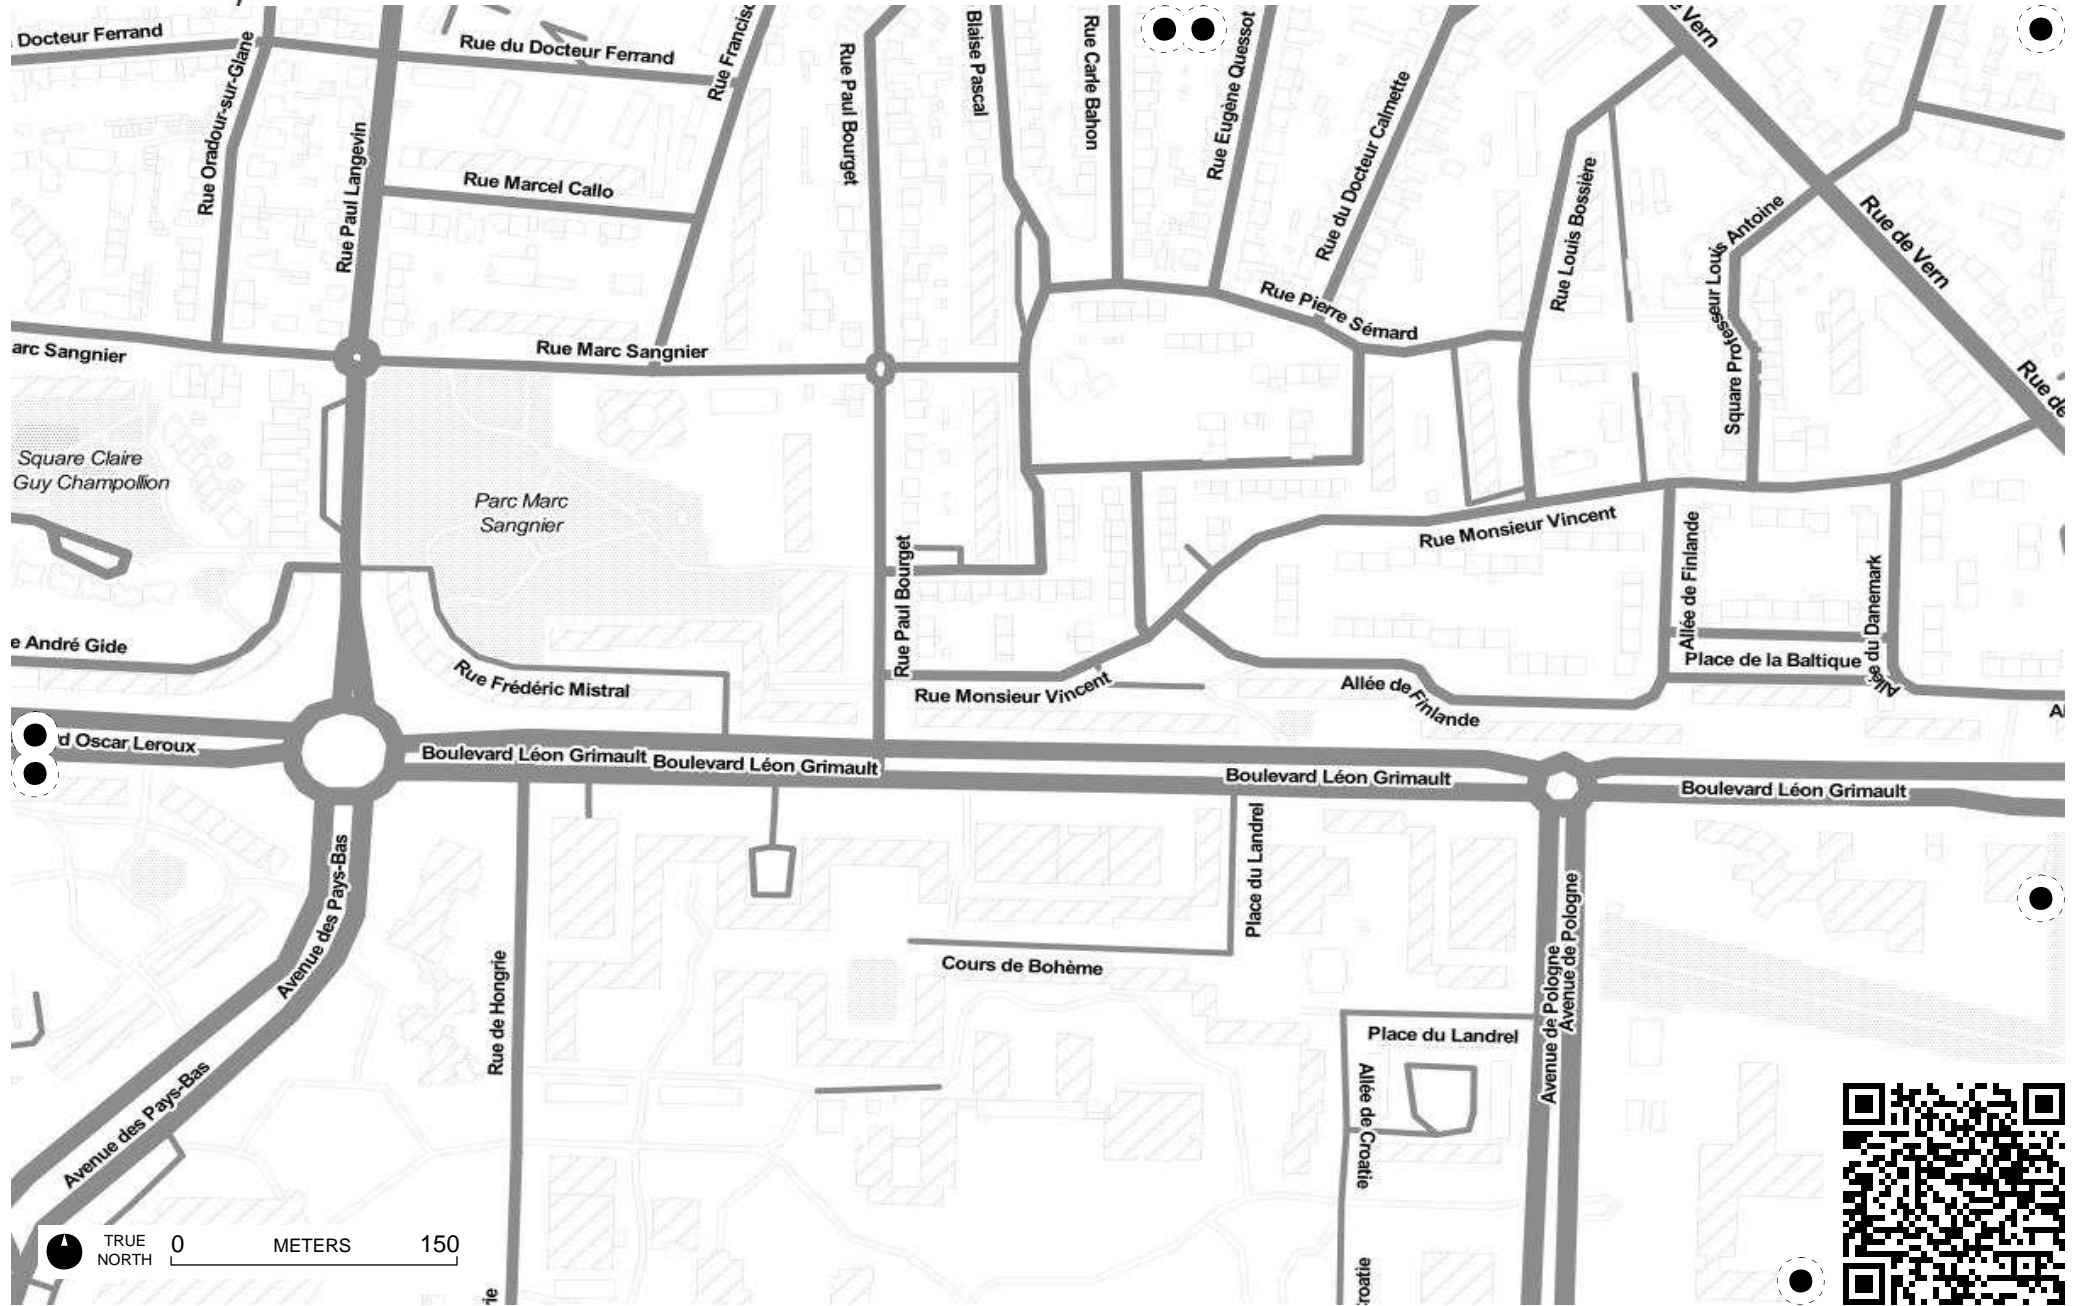 Docteur Ferrand
Rue du Docteur Ferrand
Rue Oradour-sur-Glane
Rue Paul Langevin
Rue Marcel Callo
Rue Paul Bourget
Blaise Pascal
Rue Carle Bahon
Rue Eugène Quessot
Rue du Docteur Calmette
Rue Louis Bossière
Square Professeur Louis Antoine
Vern
Rue de Vern
Rue de
arc Sangnier
Rue Marc Sangnier
Rue Pierre Sémard
Square Claire
Guy Champollion
Parc Marc
Sangnier
Rue Paul Bourget
Rue Monsieur Vincent
Allée de Finlande
Allée du Danemark
Place de la Baltique
e André Gide
Rue Frédéric Mistral
Rue Monsieur Vincent
Allée de Finlande
Al
d Oscar Leroux
Boulevard Léon Grimault
Boulevard Léon Grimault
Boulevard Léon Grimault
Boulevard Léon Grimault
Avenue des Pays-Bas
Place du Landrel
Avenue de Pologne
Avenue de Pologne
Rue de Hongrie
Cours de Bohème
Place du Landrel
Allée de Croatie
Avenue des Pays-Bas
TRUE
NORTH
0 METERS 150
rie
roatie